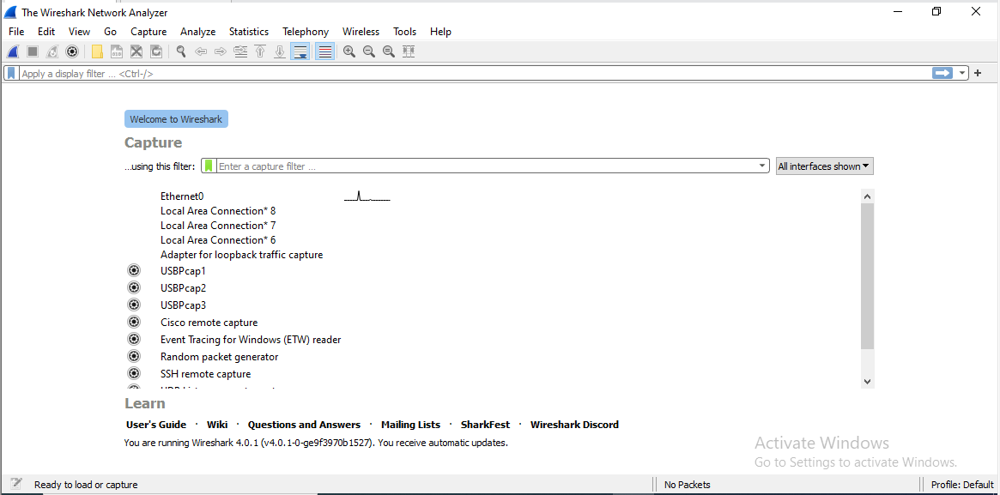 The Wireshark Network Analyzer
File Edit View Go Capture Analyze Statistics Telephony Wireless Tools Help
Apply a display filter ... <Ctrl-/>
Welcome to Wireshark
Capture
...using this filter: Enter a capture filter ... All interfaces shown
Ethernet0
Local Area Connection* 8
Local Area Connection* 7
Local Area Connection* 6
Adapter for loopback traffic capture
USBPcap1
USBPcap2
USBPcap3
Cisco remote capture
Event Tracing for Windows (ETW) reader
Random packet generator
SSH remote capture
Learn
User's Guide · Wiki · Questions and Answers · Mailing Lists · SharkFest · Wireshark Discord
You are running Wireshark 4.0.1 (v4.0.1-0-ge9f3970b1527). You receive automatic updates.
Activate Windows
Go to Settings to activate Windows.
Ready to load or capture No Packets Profile: Default